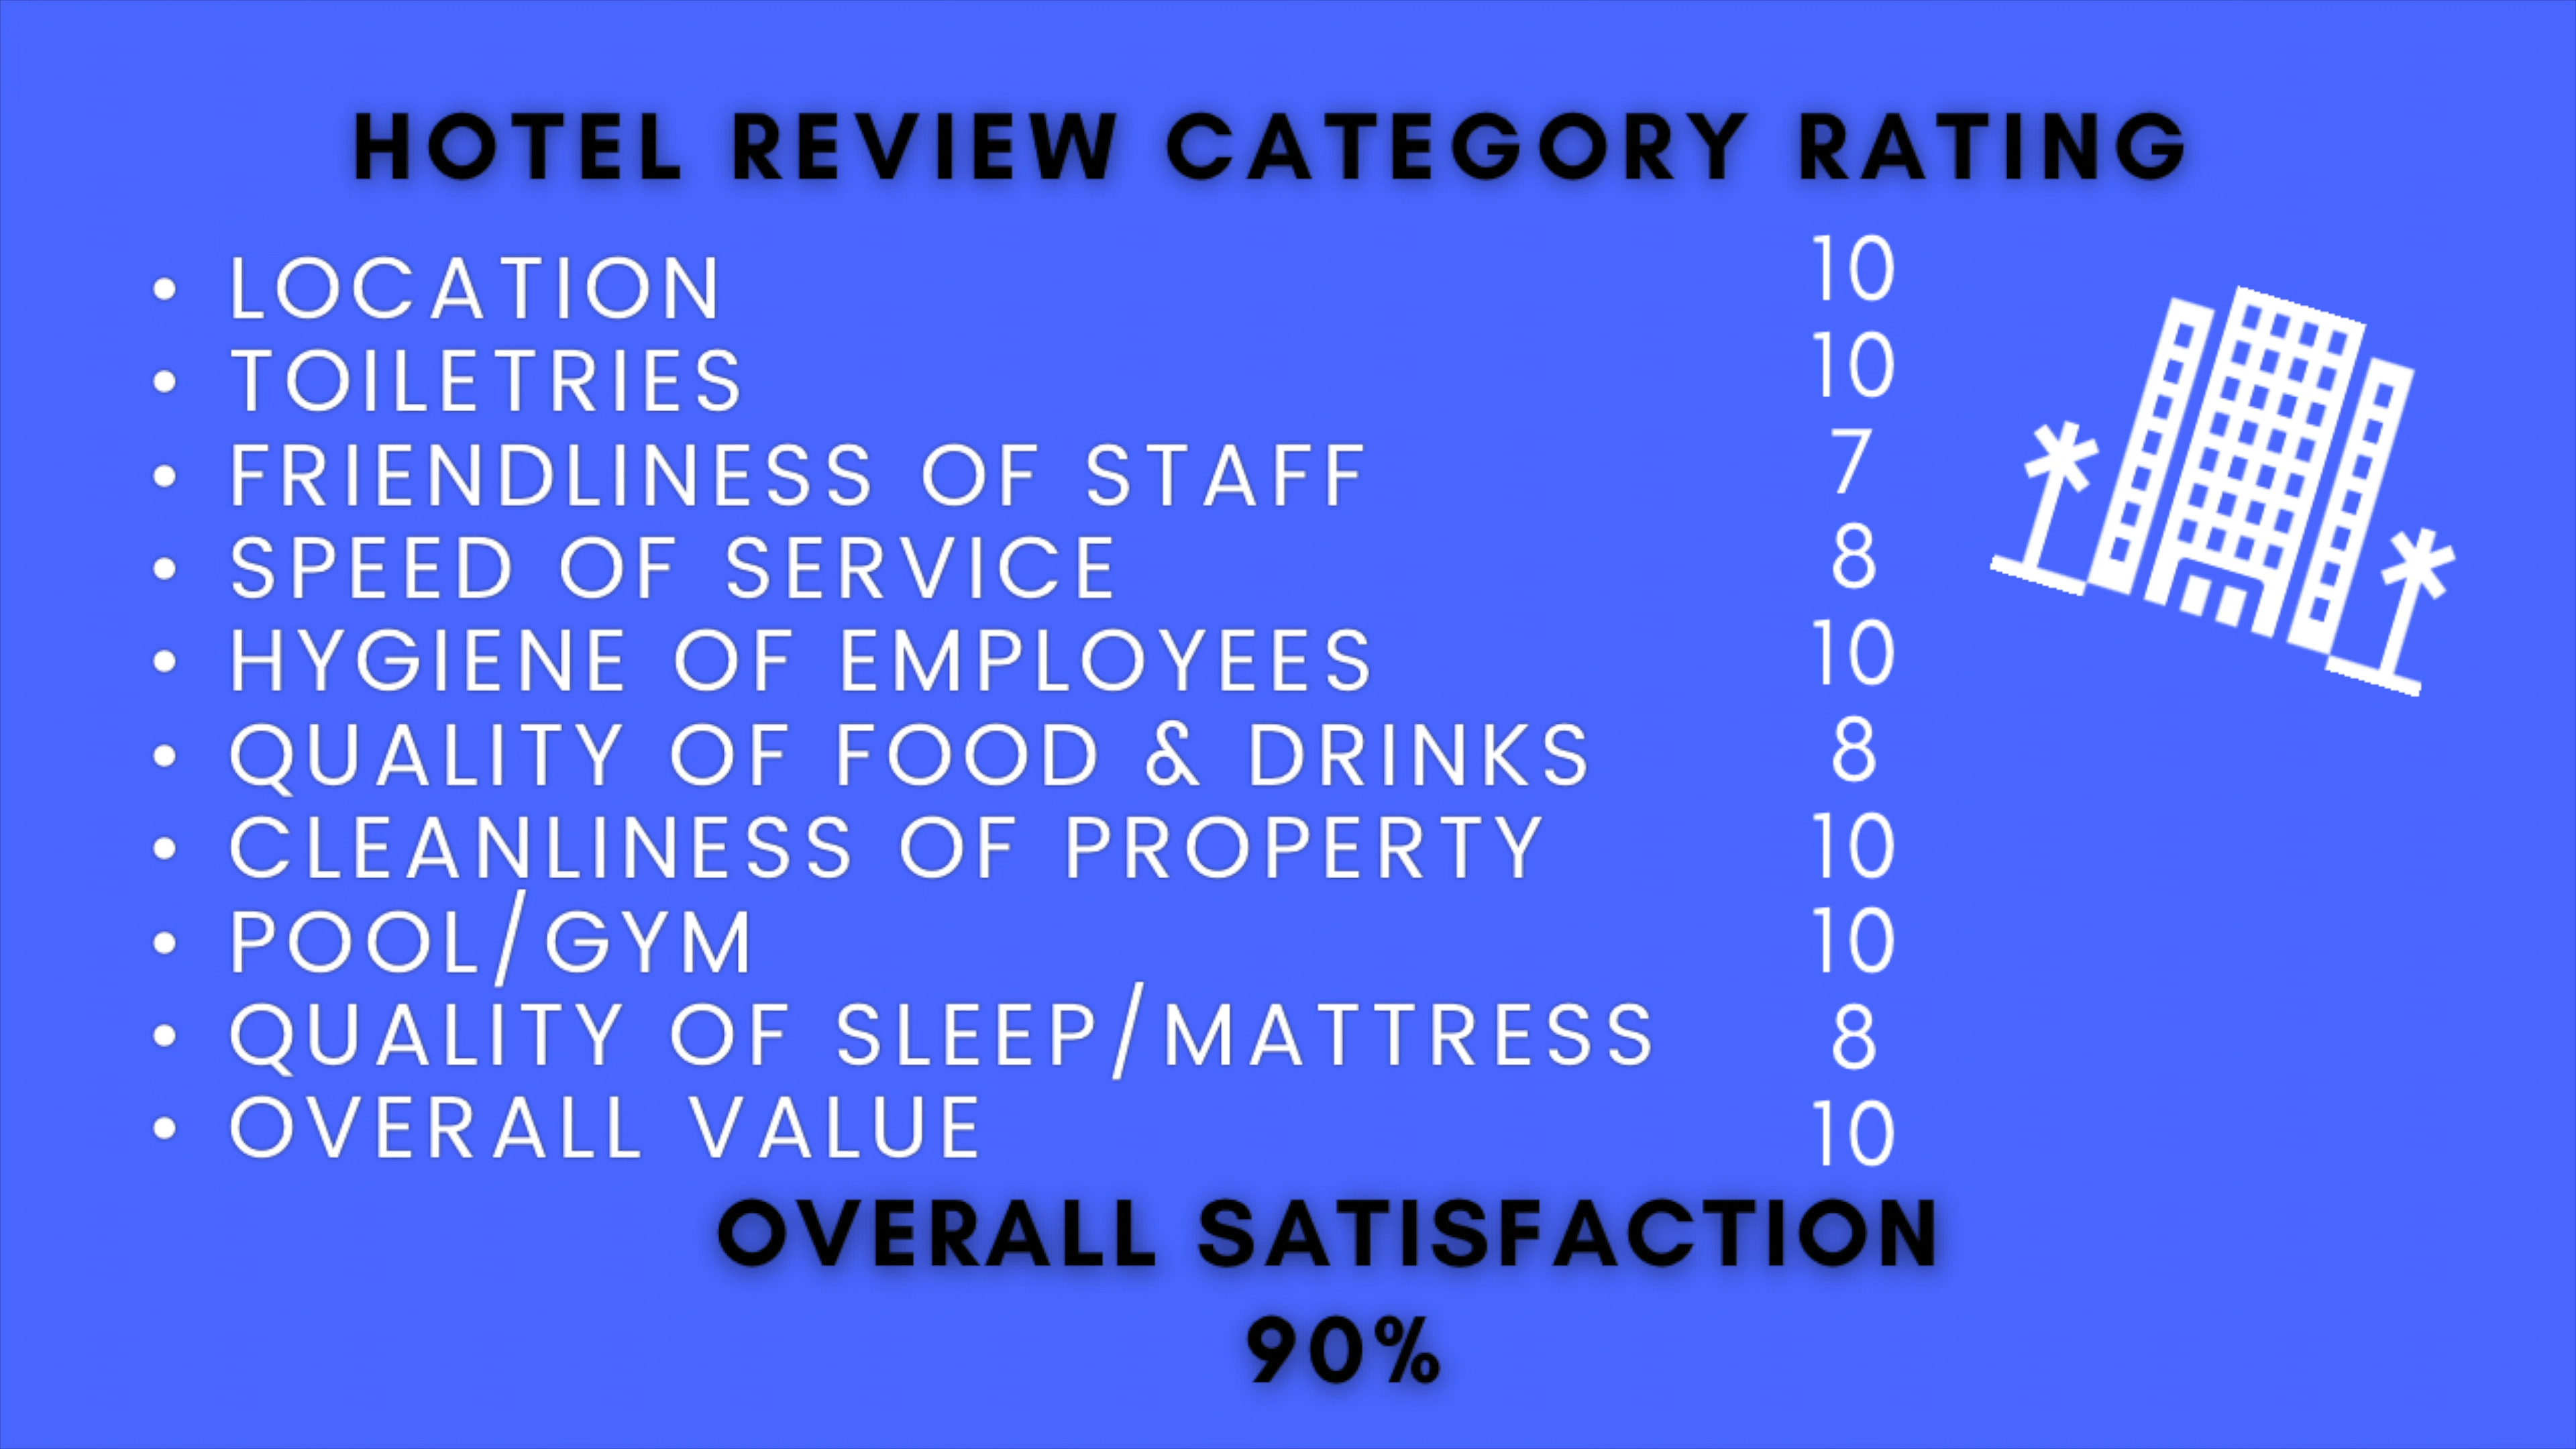 HOTEL REVIEW CATEGORY RATING
• LOCATION 10
• TOILETRIES 10
• FRIENDLINESS OF STAFF 7
• SPEED OF SERVICE 8
• HYGIENE OF EMPLOYEES 10
• QUALITY OF FOOD & DRINKS 8
• CLEANLINESS OF PROPERTY 10
• POOL/GYM 10
• QUALITY OF SLEEP/MATTRESS 8
• OVERALL VALUE 10
OVERALL SATISFACTION
90%